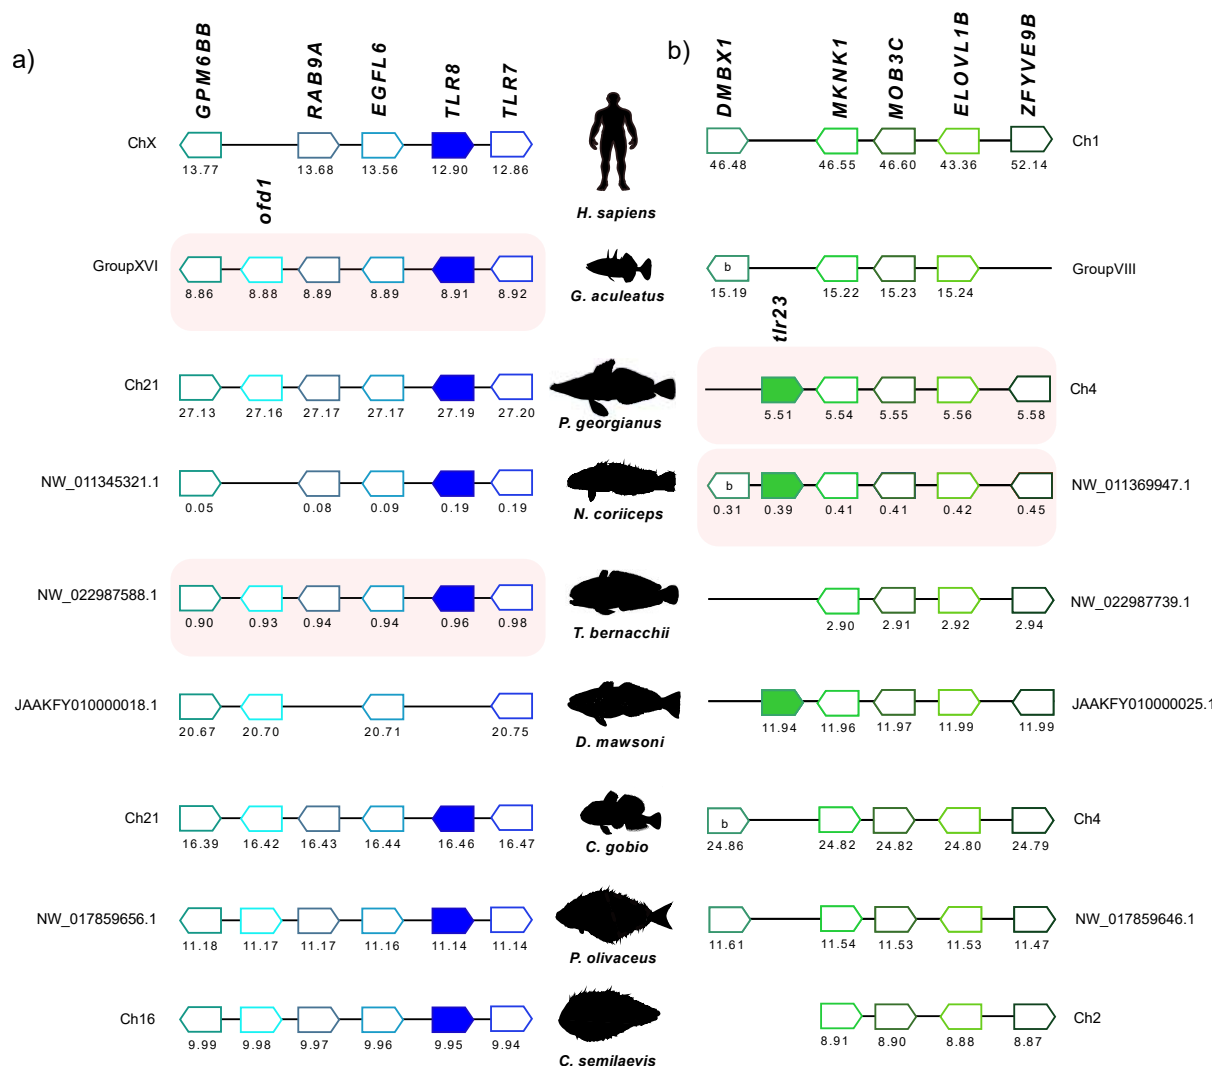 a)
GPM6BB
RAB9A
EGFL6
TLR8
TLR7
b)
DMBX1
MKNK1
MOB3C
ELOVL1B
ZFYVE9B
ChX
13.77 13.68 13.56 12.90 12.86
H. sapiens
46.48 46.55 46.60 43.36 52.14
Ch1
ofd1
GroupXVI
8.86 8.88 8.89 8.89 8.91 8.92
G. aculeatus
b
15.19 15.22 15.23 15.24
GroupVIII
tlr23
Ch21
27.13 27.16 27.17 27.17 27.19 27.20
P. georgianus
5.51 5.54 5.55 5.56 5.58
Ch4
NW_011345321.1
0.05 0.08 0.09 0.19 0.19
N. coriiceps
b
0.31 0.39 0.41 0.41 0.42 0.45
NW_011369947.1
NW_022987588.1
0.90 0.93 0.94 0.94 0.96 0.98
T. bernacchii
2.90 2.91 2.92 2.94
NW_022987739.1
JAAKFY010000018.1
20.67 20.70 20.71 20.75
D. mawsoni
11.94 11.96 11.97 11.99 11.99
JAAKFY010000025.1
Ch21
16.39 16.42 16.43 16.44 16.46 16.47
C. gobio
b
24.86 24.82 24.82 24.80 24.79
Ch4
NW_017859656.1
11.18 11.17 11.17 11.16 11.14 11.14
P. olivaceus
11.61 11.54 11.53 11.53 11.47
NW_017859646.1
Ch16
9.99 9.98 9.97 9.96 9.95 9.94
C. semilaevis
8.91 8.90 8.88 8.87
Ch2